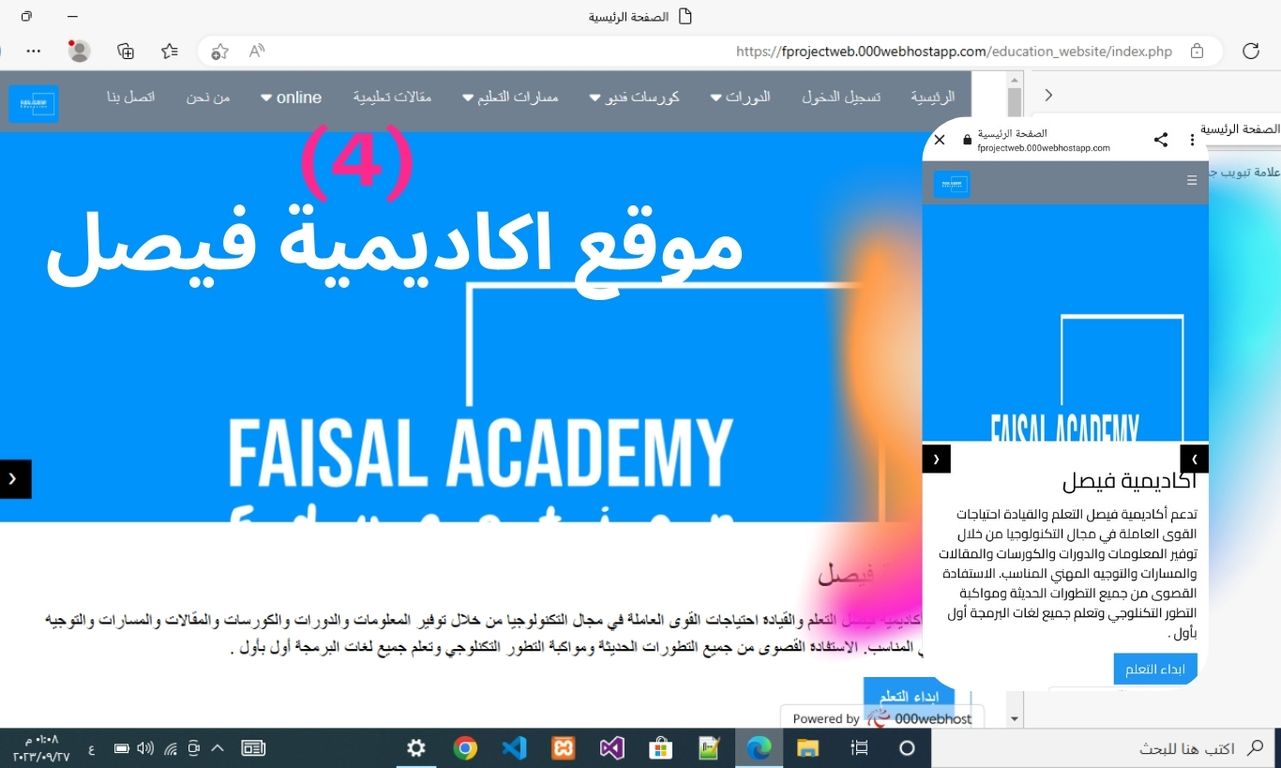 الصفحة الرئيسية
https://fprojectweb.000webhostapp.com/education_website/index.php
الرئيسية تسجيل الدخول الدورات كورسات فديو مسارات التعليم مقالات تعليمية online من نحن اتصل بنا
(4)
موقع اكاديمية فيصل
FAISAL ACADEMY
Education
فيصل
اكاديمية فيصل التعلم والقيادة احتياجات القوى العاملة في مجال التكنولوجيا من خلال توفير المعلومات والدورات والكورسات والمقالات والمسارات والتوجيه
المناسب. الاستفادة القصوى من جميع التطورات الحديثة ومواكبة التطور التكنلوجي وتعلم جميع لغات البرمجة أول بأول .
ابداء التعلم
Powered by 000webhost
الصفحة الرئيسية
علامة تبويب
الصفحة الرئيسية
fprojectweb.000webhostapp.com
FAISAL ACADEMY
اكاديمية فيصل
تدعم أكاديمية فيصل التعلم والقيادة احتياجات
القوى العاملة في مجال التكنولوجيا من خلال
توفير المعلومات والدورات والكورسات والمقالات
والمسارات والتوجيه المهني المناسب. الاستفادة
القصوى من جميع التطورات الحديثة ومواكبة
التطور التكنلوجي وتعلم جميع لغات البرمجة أول
بأول .
ابداء التعلم
اكتب هنا للبحث
ع
٠١:٠٨ م
٢٠٢٣/٠٩/٢٧